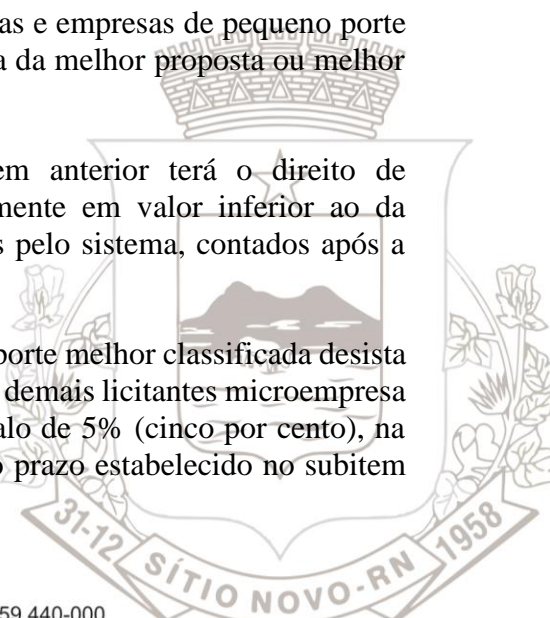 as e empresas de pequeno porte
a da melhor proposta ou melhor
em anterior terá o direito de
mente em valor inferior ao da
s pelo sistema, contados após a
porte melhor classificada desista
demais licitantes microempresa
alo de 5% (cinco por cento), na
o prazo estabelecido no subitem
31-12 SÍTIO NOVO-RN 1958
59.440-000